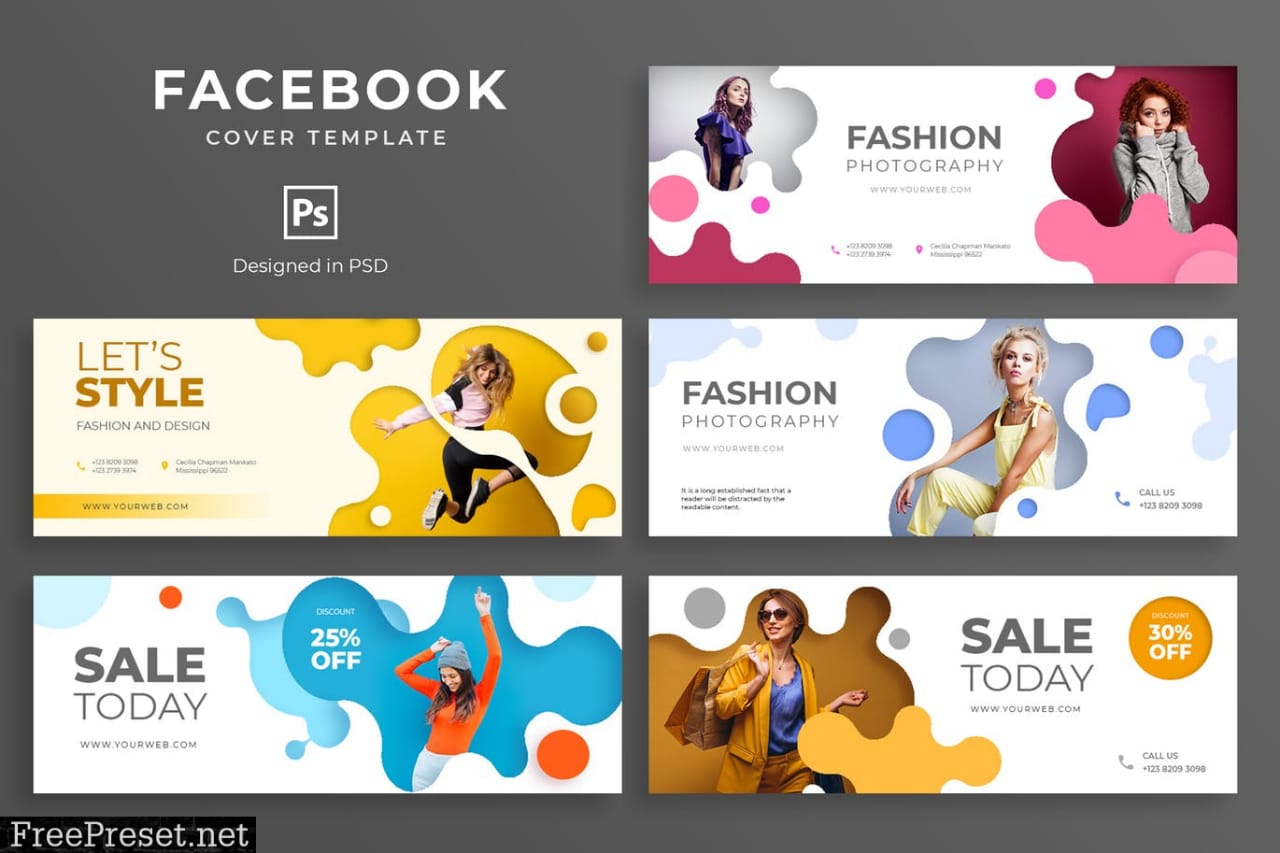 FACEBOOK
COVER TEMPLATE
Ps
Designed in PSD
FASHION
PHOTOGRAPHY
WWW.YOURWEB.COM
+123 8209 3098
+123 2739 3974
Cecilia Chapman Mankato
Mississippi 96522
LET'S
STYLE
FASHION AND DESIGN
+123 8209 3098
+123 2739 3974
Cecilia Chapman Mankato
Mississippi 96522
WWW.YOURWEB.COM
FASHION
PHOTOGRAPHY
WWW.YOURWEB.COM
It is a long established fact that a
reader will be distracted by the
readable content.
CALL US
+123 8209 3098
SALE
TODAY
WWW.YOURWEB.COM
DISCOUNT
25%
OFF
SALE
TODAY
WWW.YOURWEB.COM
DISCOUNT
30%
OFF
CALL US
+123 8209 3098
FreePreset.net